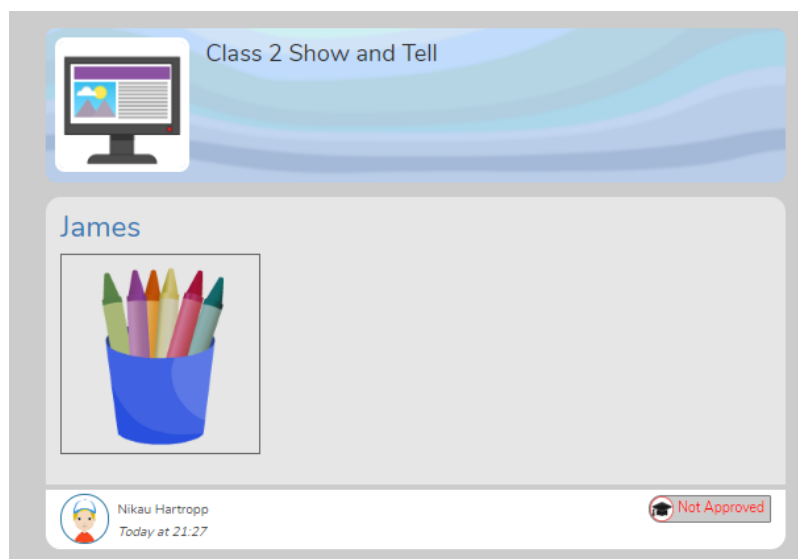 Class 2 Show and Tell
James
Nikau Hartropp
Today at 21:27
Not Approved